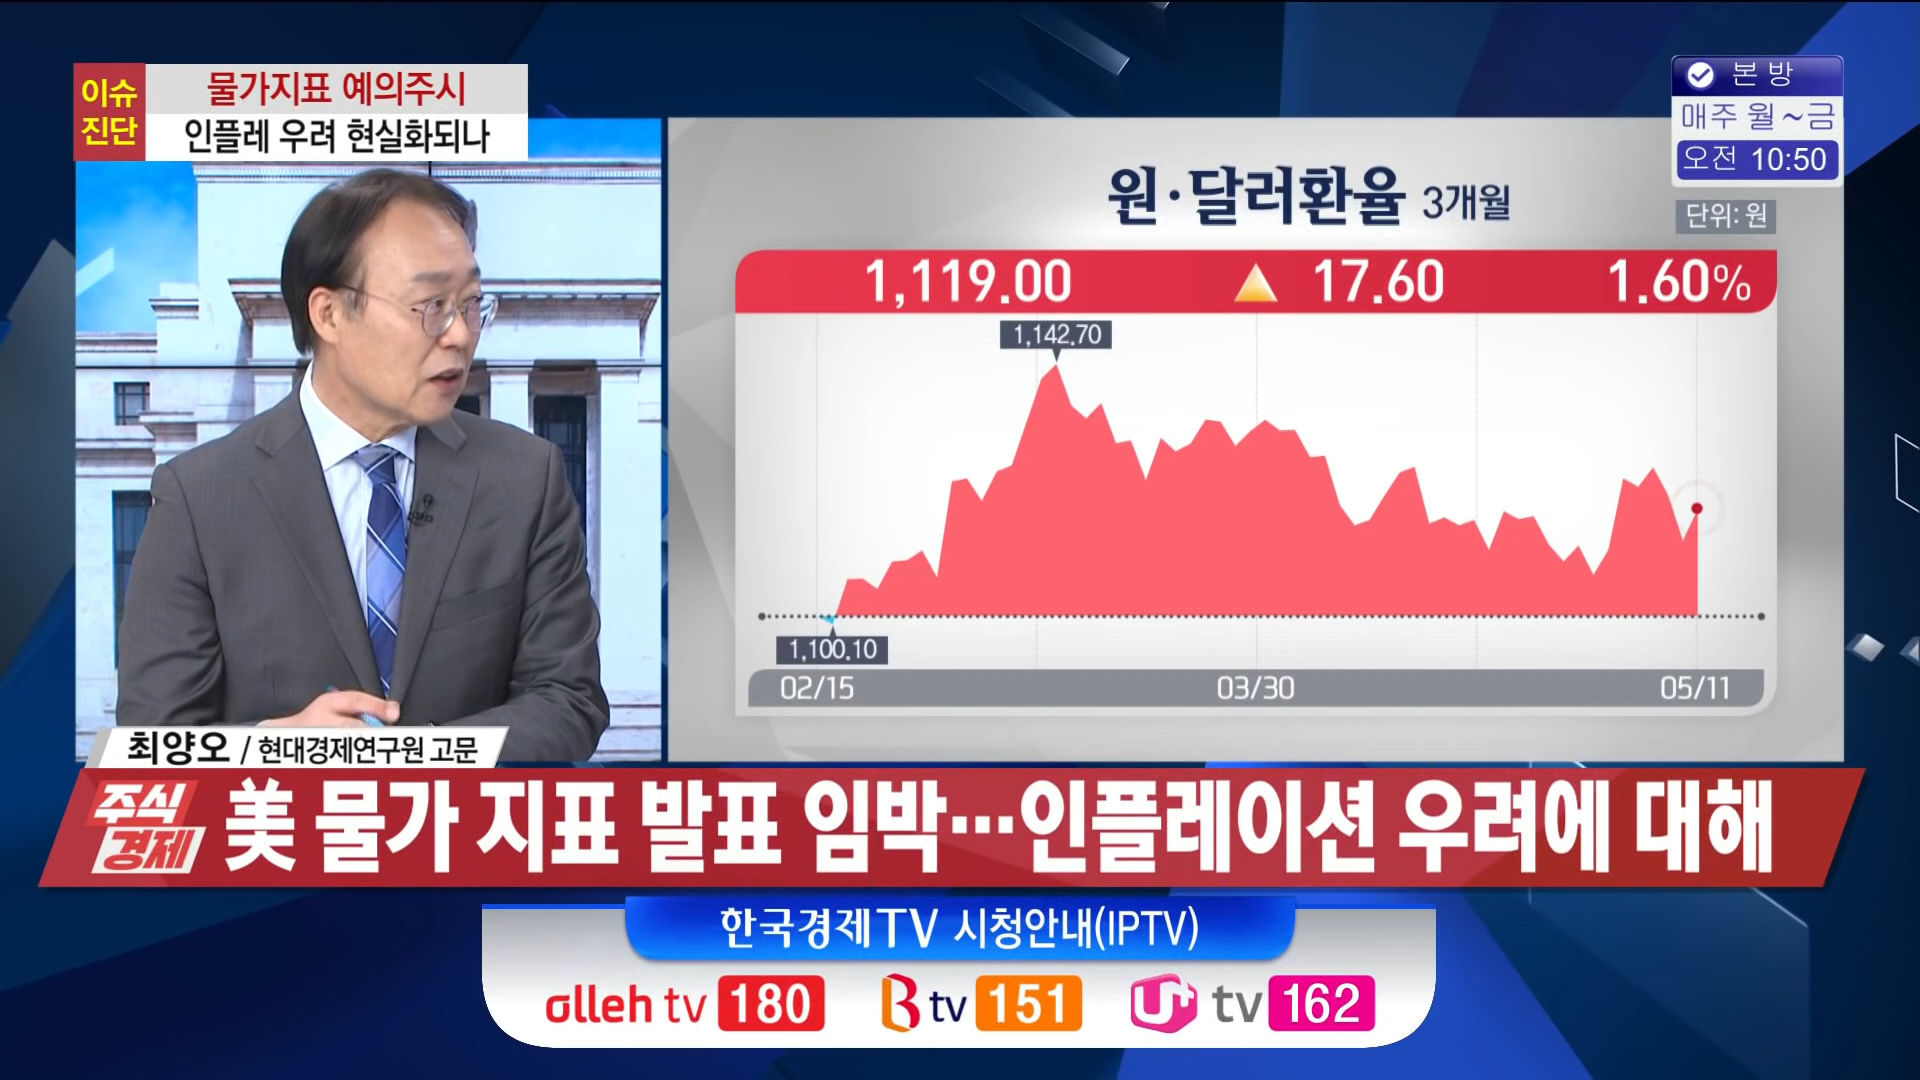 이슈
진단
물가지표 예의주시
인플레 우려 현실화되나
본 방
매주 월~금
오전 10:50
원·달러환율 3개월
단위: 원
1,119.00 ▲ 17.60 1.60%
1,142.70
1,100.10
02/15 03/30 05/11
최양오 / 현대경제연구원 고문
주식
경제
美 물가 지표 발표 임박…인플레이션 우려에 대해
한국경제TV 시청안내(IPTV)
olleh tv 180 B tv 151 U+ tv 162